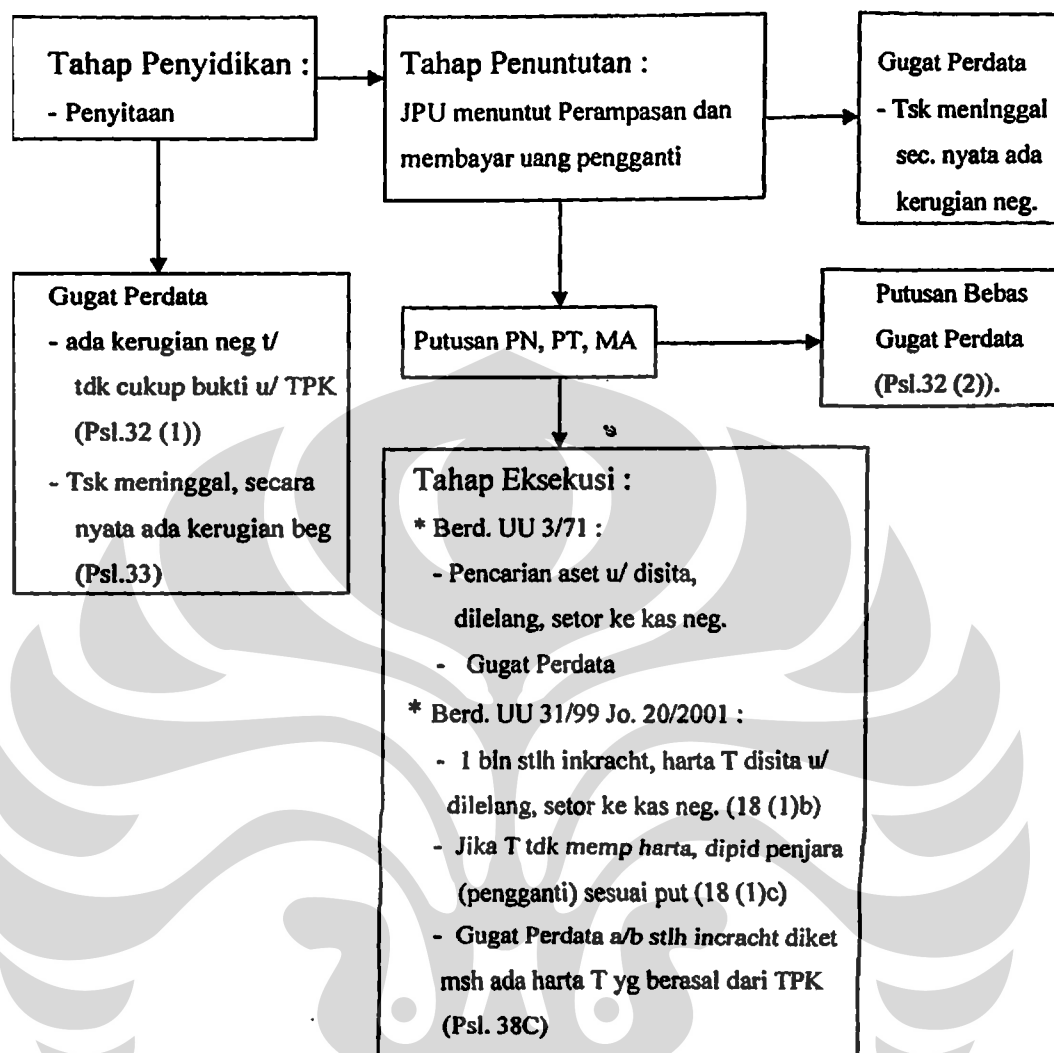 Tahap Penyidikan :
- Penyitaan
Tahap Penuntutan :
JPU menuntut Perampasan dan
membayar uang pengganti
Gugat Perdata
- Tsk meninggal
sec. nyata ada
kerugian neg.
Gugat Perdata
- ada kerugian neg t/
tdk cukup bukti u/ TPK
(Psl.32 (1))
- Tsk meninggal, secara
nyata ada kerugian beg
(Psl.33)
Putusan PN, PT, MA
Putusan Bebas
Gugat Perdata
(Psl.32 (2)).
Tahap Eksekusi :
* Berd. UU 3/71 :
- Pencarian aset u/ disita,
dilelang, setor ke kas neg.
- Gugat Perdata
* Berd. UU 31/99 Jo. 20/2001 :
- 1 bln stlh inkracht, harta T disita u/
dilelang, setor ke kas neg. (18 (1)b)
- Jika T tdk memp harta, dipid penjara
(pengganti) sesuai put (18 (1)c)
- Gugat Perdata a/b stlh incracht diket
msh ada harta T yg berasal dari TPK
(Psl. 38C)